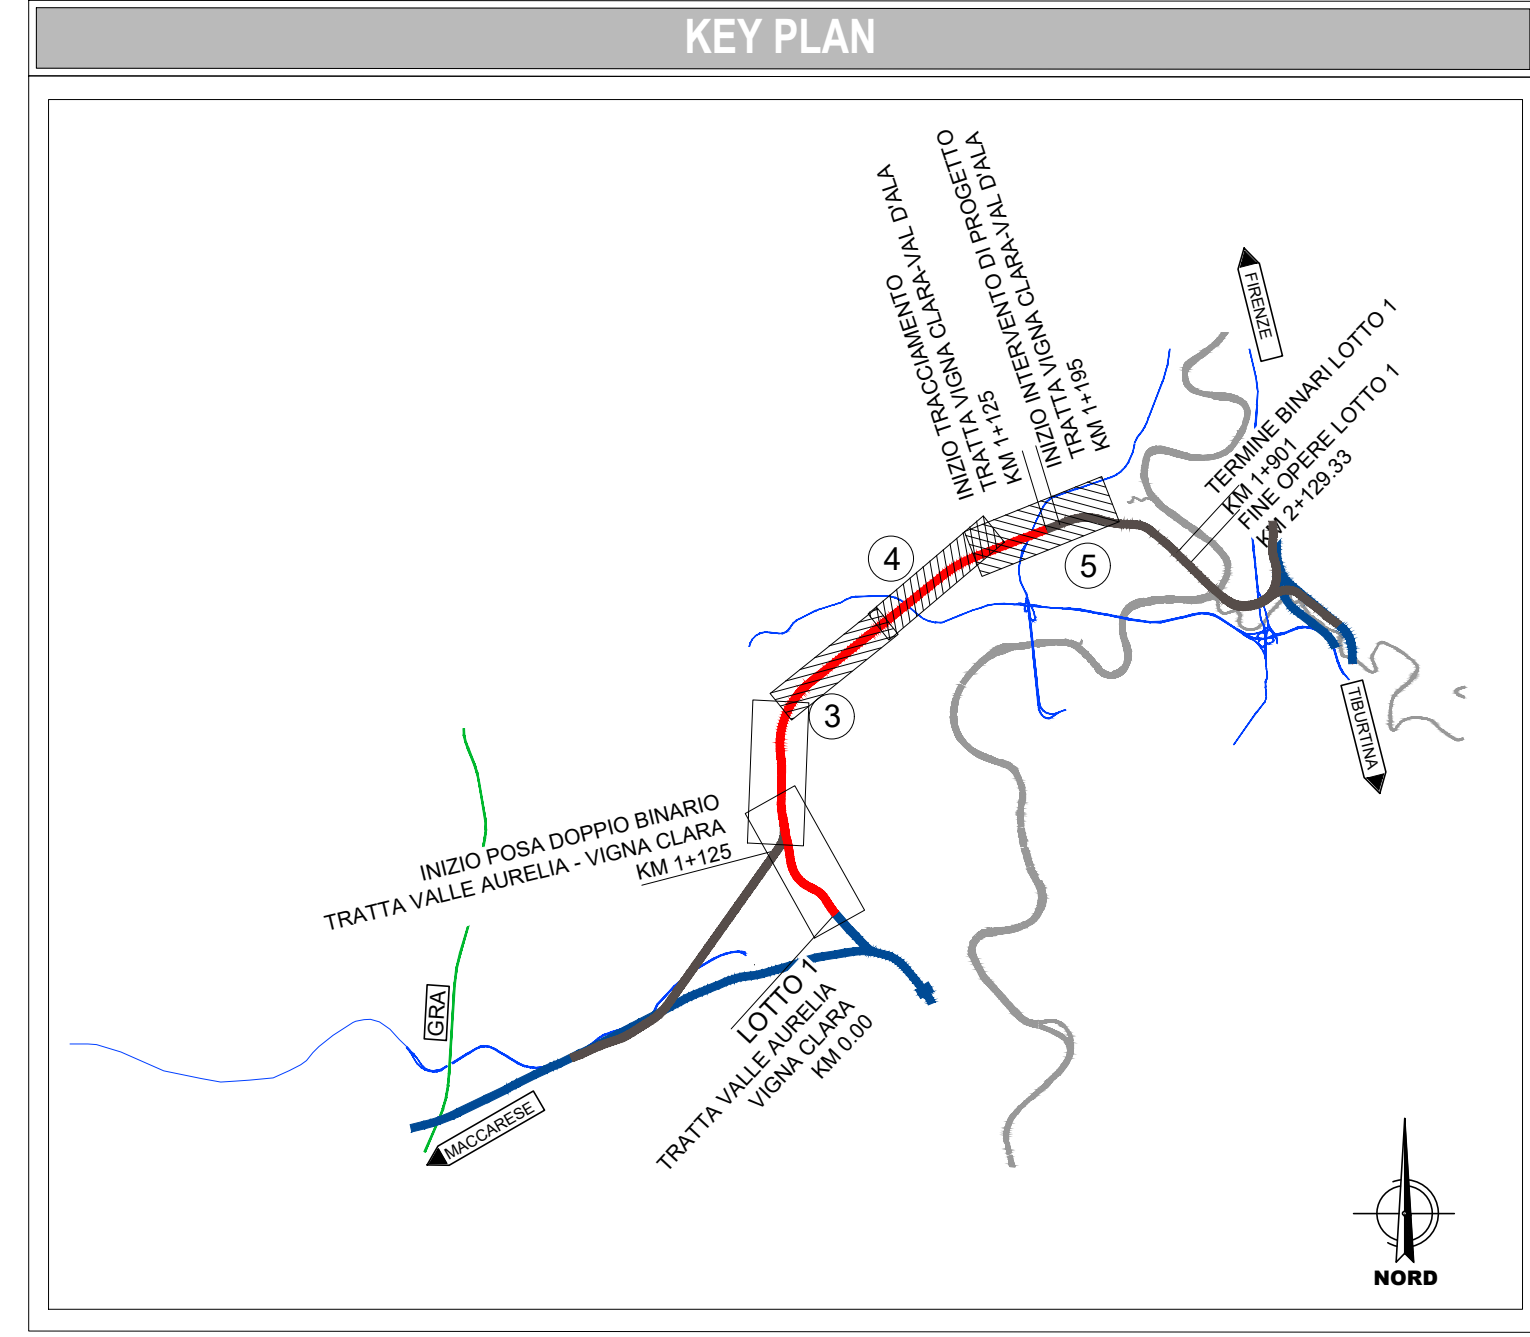 KEY PLAN
INIZIO TRACCIAMENTO
TRATTA VIGNA CLARA-VAL D'ALA
KM 1+125
INIZIO INTERVENTO DI PROGETTO
TRATTA VIGNA CLARA-VAL D'ALA
KM 1+195
FIRENZE
TERMINE BINARI LOTTO 1
KM 1+901
FINE OPERE LOTTO 1
KM 2+129.33
4
5
3
TIBURTINA
INIZIO POSA DOPPIO BINARIO
TRATTA VALLE AURELIA - VIGNA CLARA
KM 1+125
GRA
LOTTO 1
TRATTA VALLE AURELIA
VIGNA CLARA
KM 0.00
MACCARESE
NORD